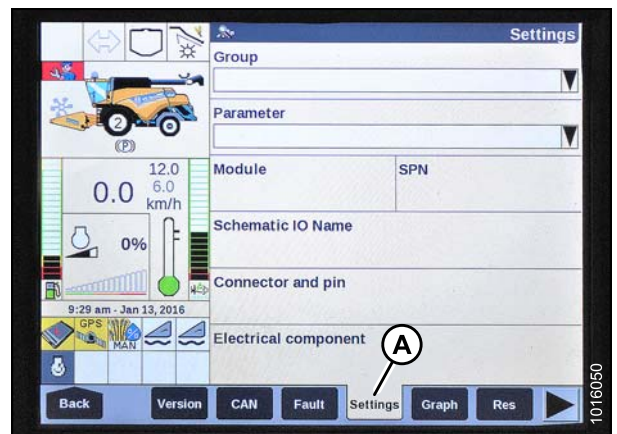 Settings
Group
Parameter
2
(P)
12.0
6.0
0.0
km/h
Module
SPN
0%
Schematic IO Name
Connector and pin
9:29 am - Jan 13, 2016
GPS
%
MAN
Electrical component
A
Back
Version
CAN
Fault
Settings
Graph
Res
1016050